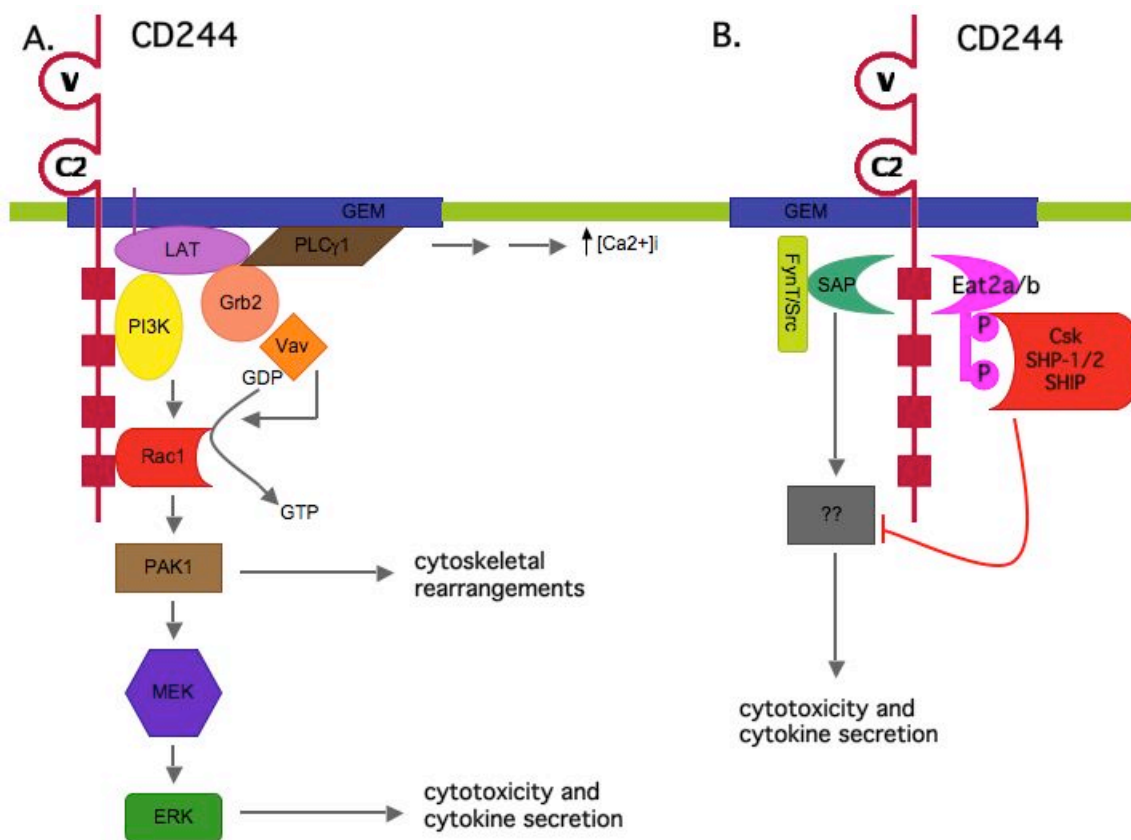 A.
CD244
V
C2
GEM
LAT
PLCγ1
[Ca2+]i
PI3K
Grb2
Vav
GDP
Rac1
GTP
PAK1
cytoskeletal
rearrangements
MEK
ERK
cytotoxicity and
cytokine secretion
B.
CD244
V
C2
GEM
FynT/Src
SAP
Eat2a/b
P
P
Csk
SHP-1/2
SHIP
??
cytotoxicity and
cytokine secretion